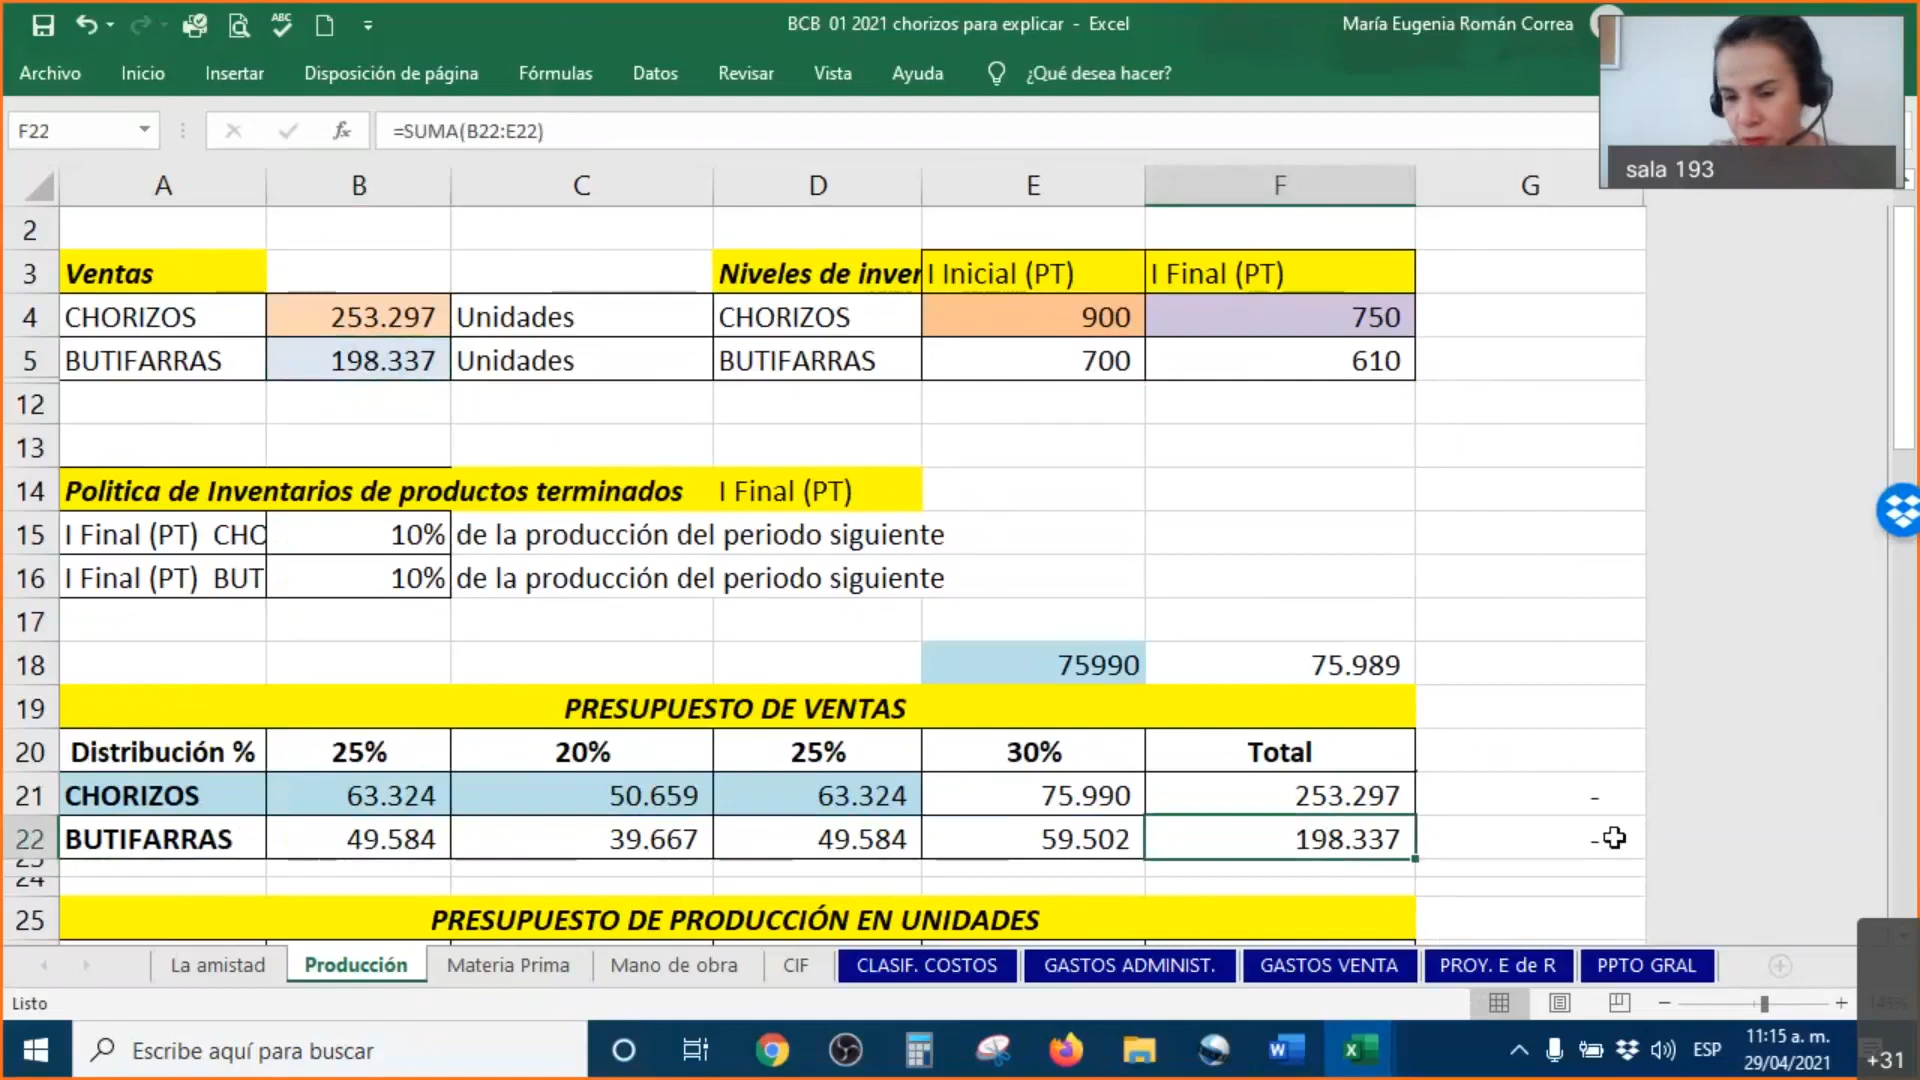 BCB 01 2021 chorizos para explicar - Excel
María Eugenia Román Correa
Archivo Inicio Insertar Disposición de página Fórmulas Datos Revisar Vista Ayuda ¿Qué desea hacer?
F22 fx =SUMA(B22:E22)
sala 193
A B C D E F G
2
3 Ventas Niveles de inver I Inicial (PT) I Final (PT)
4 CHORIZOS 253.297 Unidades CHORIZOS 900 750
5 BUTIFARRAS 198.337 Unidades BUTIFARRAS 700 610
12
13
14 Politica de Inventarios de productos terminados I Final (PT)
15 I Final (PT) CHO 10% de la producción del periodo siguiente
16 I Final (PT) BUT 10% de la producción del periodo siguiente
17
18 75990 75.989
19 PRESUPUESTO DE VENTAS
20 Distribución % 25% 20% 25% 30% Total
21 CHORIZOS 63.324 50.659 63.324 75.990 253.297 -
22 BUTIFARRAS 49.584 39.667 49.584 59.502 198.337 -
23
24
25 PRESUPUESTO DE PRODUCCIÓN EN UNIDADES
La amistad Producción Materia Prima Mano de obra CIF CLASIF. COSTOS GASTOS ADMINIST. GASTOS VENTA PROY. E de R PPTO GRAL
Listo
Escribe aquí para buscar
ESP
11:15 a. m.
29/04/2021
+31